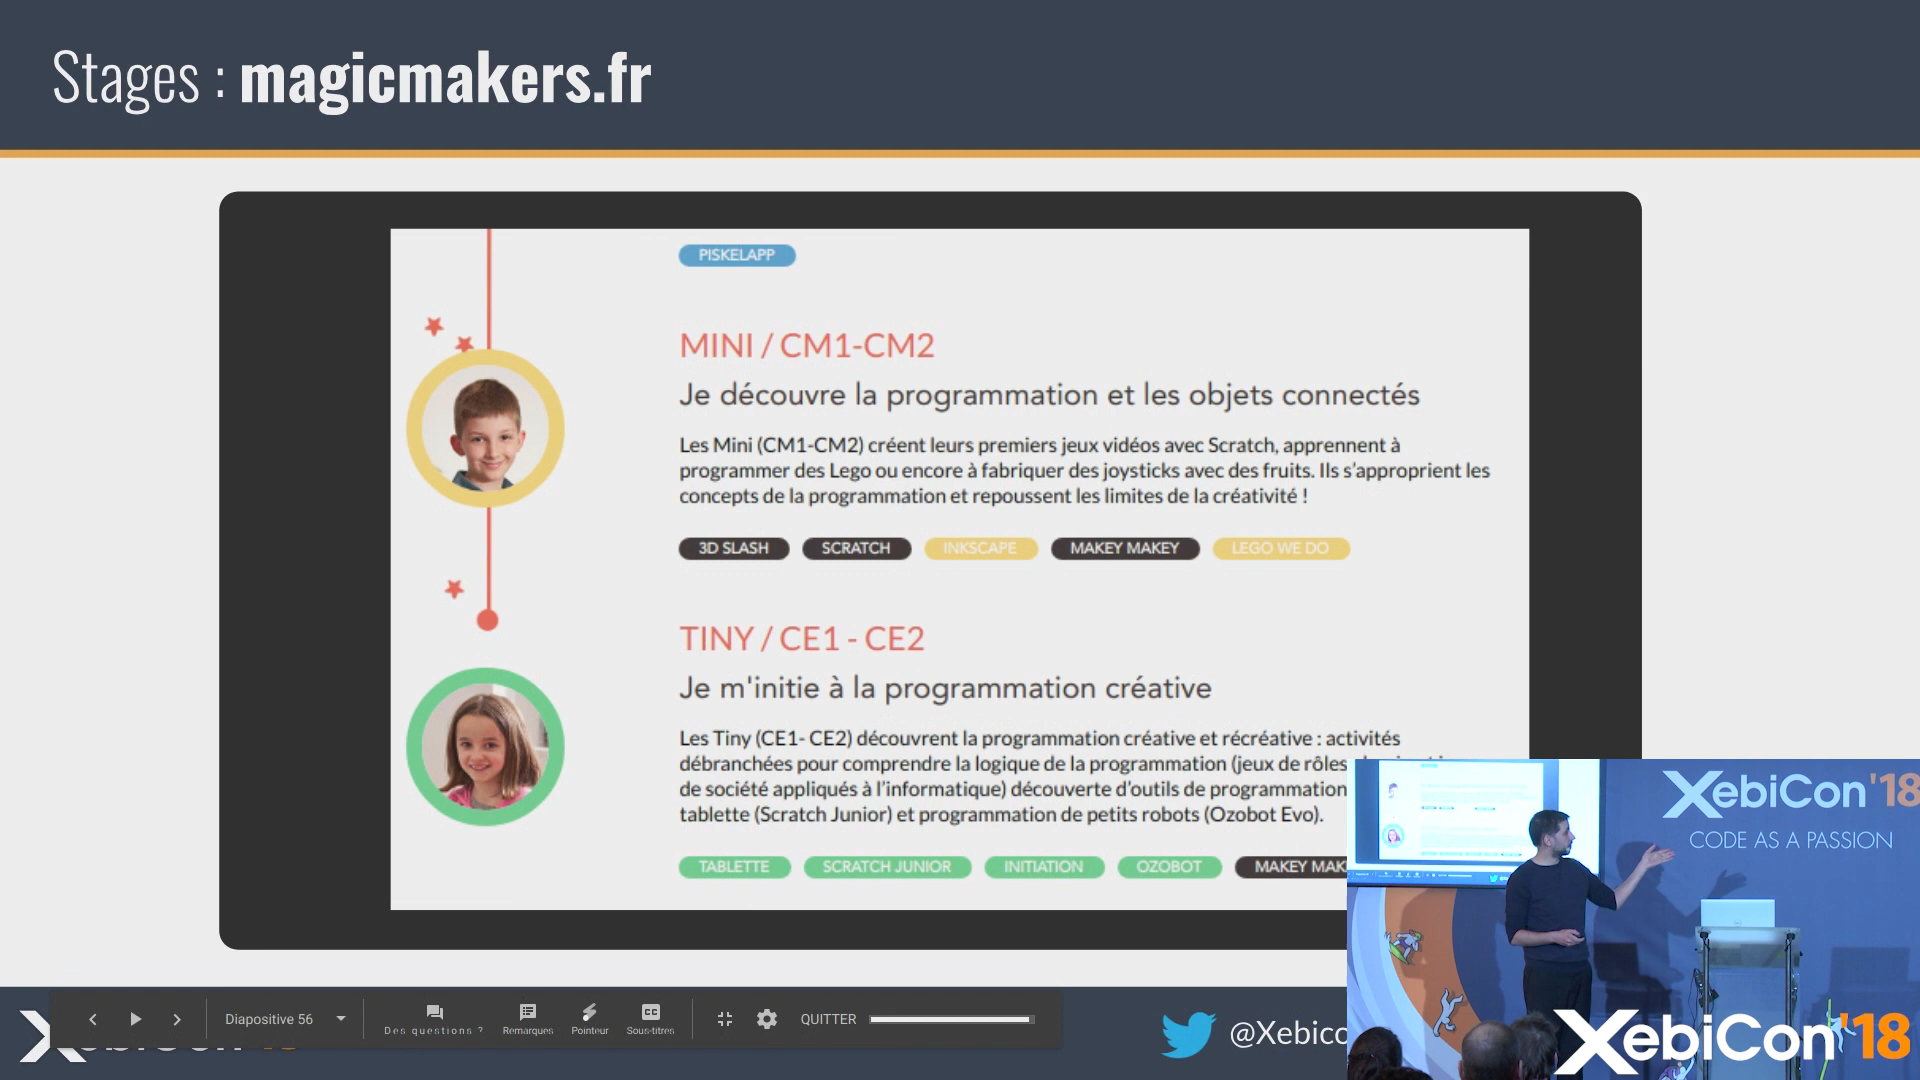 Stages : magicmakers.fr
PISKELAPP
MINI / CM1-CM2
Je découvre la programmation et les objets connectés
Les Mini (CM1-CM2) créent leurs premiers jeux vidéos avec Scratch, apprennent à
programmer des Lego ou encore à fabriquer des joysticks avec des fruits. Ils s'approprient les
concepts de la programmation et repoussent les limites de la créativité !
3D SLASH SCRATCH INKSCAPE MAKEY MAKEY LEGO WE DO
TINY / CE1 - CE2
Je m'initie à la programmation créative
Les Tiny (CE1- CE2) découvrent la programmation créative et récréative : activités
débranchées pour comprendre la logique de la programmation (jeux de rôles
de société appliqués à l'informatique) découverte d'outils de programmation
tablette (Scratch Junior) et programmation de petits robots (Ozobot Evo).
TABLETTE SCRATCH JUNIOR INITIATION OZOBOT MAKEY MAK
XebiCon'18
CODE AS A PASSION
Diapositive 56
Des questions ?
Remarques
Pointeur
Sous-titres
QUITTER
@Xebico
XebiCon'18